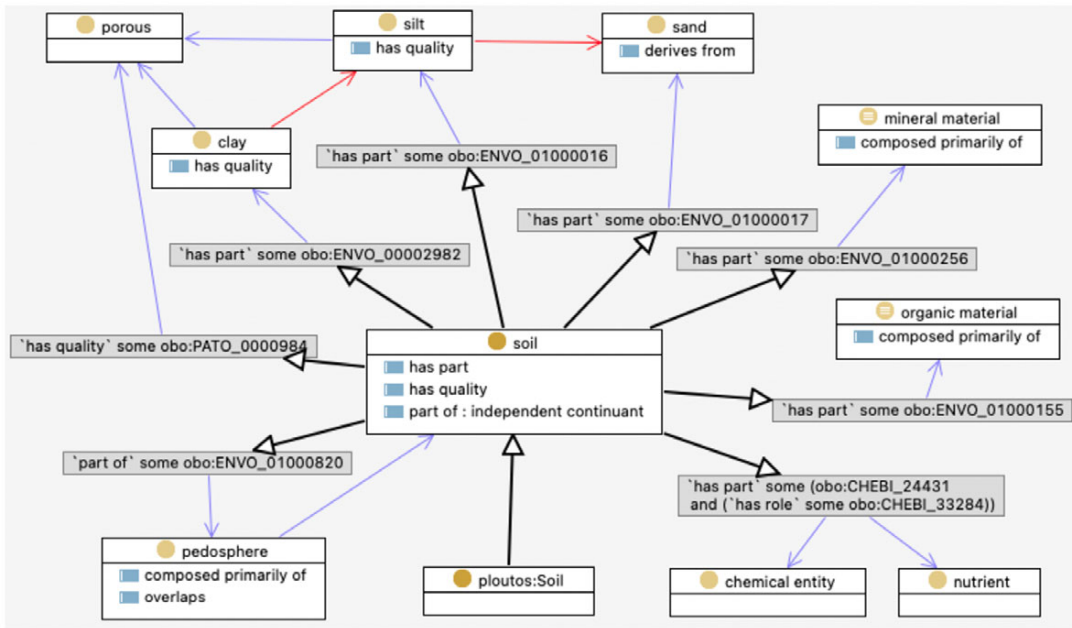 porous
silt
has quality
sand
derives from
clay
has quality
mineral material
composed primarily of
`has part` some obo:ENVO_01000016
`has part` some obo:ENVO_01000017
`has part` some obo:ENVO_00002982
`has part` some obo:ENVO_01000256
organic material
composed primarily of
`has quality` some obo:PATO_0000984
soil
has part
has quality
part of : independent continuant
`has part` some obo:ENVO_01000155
`part of` some obo:ENVO_01000820
`has part` some (obo:CHEBI_24431
and (`has role` some obo:CHEBI_33284))
pedosphere
composed primarily of
overlaps
ploutos:Soil
chemical entity
nutrient